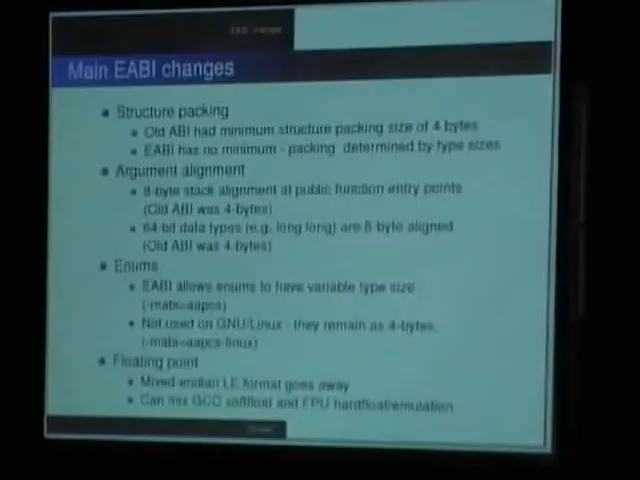 EABI changes
Main EABI changes
Structure packing
Old ABI had minimum structure packing size of 4 bytes
EABI has no minimum - packing determined by type sizes
Argument alignment
8-byte stack alignment at public function entry points
(Old ABI was 4-bytes)
64-bit data types (e.g. long long) are 8-byte aligned
(Old ABI was 4-bytes)
Enums
EABI allows enums to have variable type size
(-mabi=aapcs)
Not used on GNU/Linux - they remain as 4-bytes.
(-mabi=aapcs-linux)
Floating point
Mixed-endian LE format goes away
Can mix GCC softfloat and FPU hardfloat/emulation